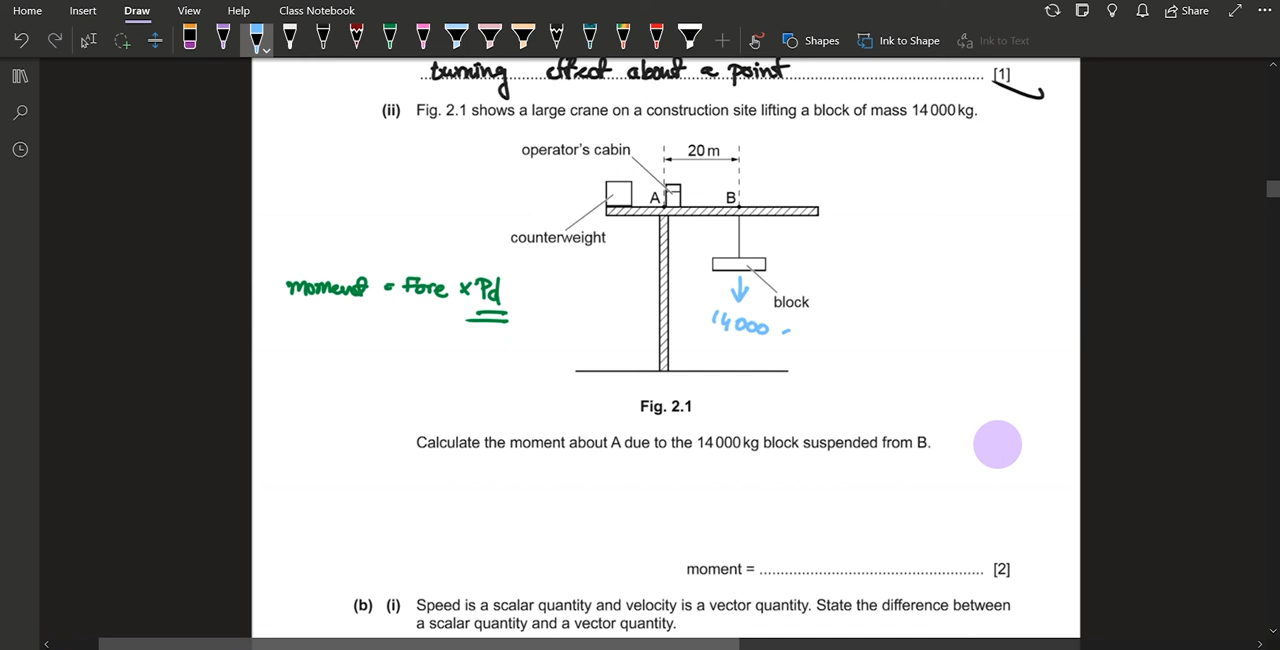 Home Insert Draw View Help Class Notebook Share
Shapes Ink to Shape Ink to Text
turning effect about a point [1]
(ii) Fig. 2.1 shows a large crane on a construction site lifting a block of mass 14 000 kg.
operator's cabin 20 m
A B
counterweight
moment = Fore × Pd
block
14000
Fig. 2.1
Calculate the moment about A due to the 14 000 kg block suspended from B.
moment = ..................................................... [2]
(b) (i) Speed is a scalar quantity and velocity is a vector quantity. State the difference between
a scalar quantity and a vector quantity.